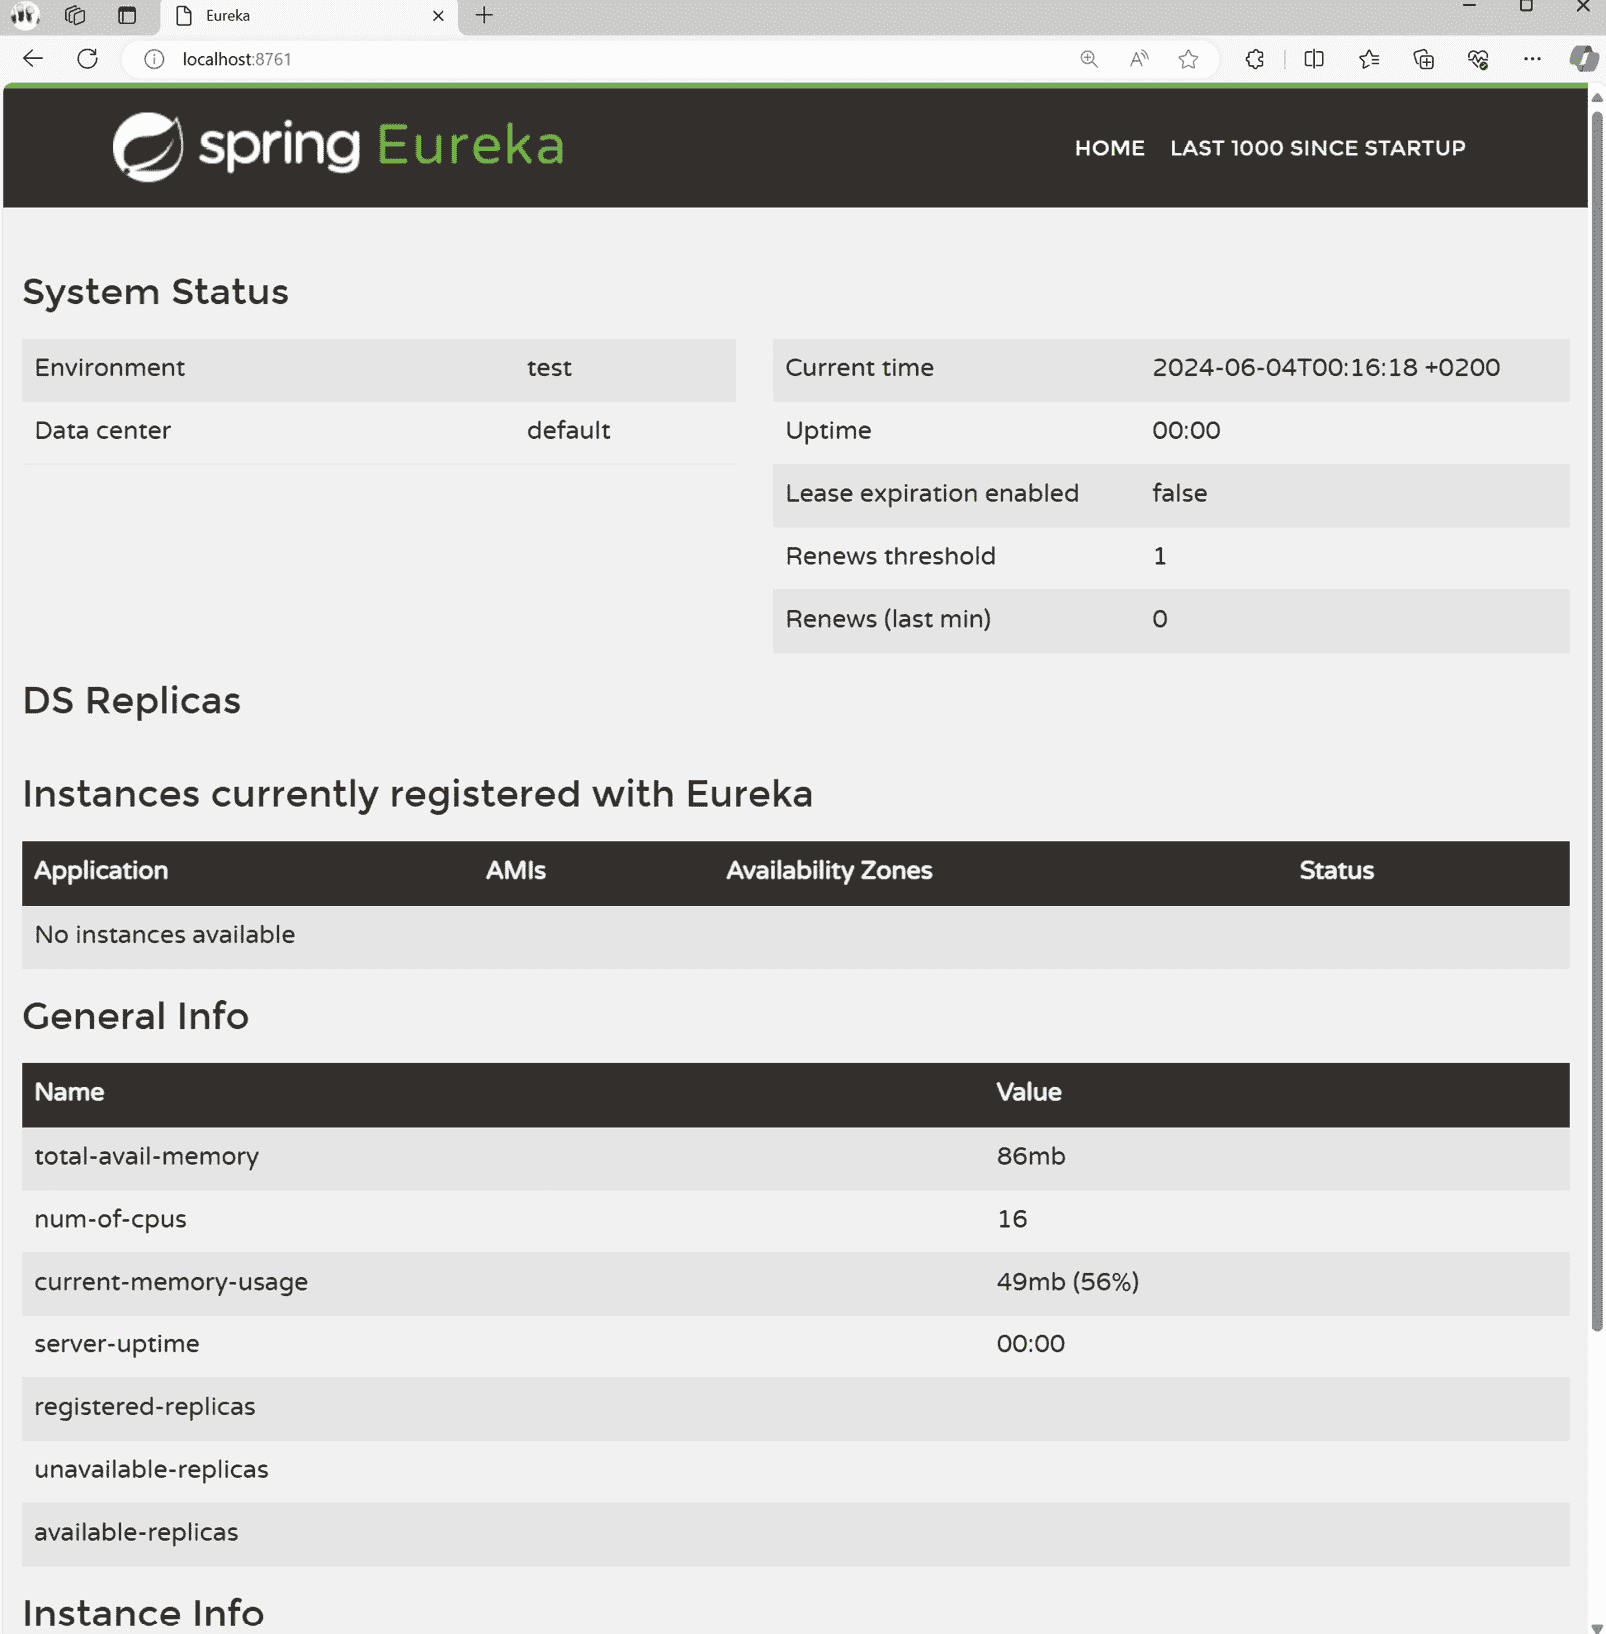 Eureka
localhost:8761
spring Eureka
HOME LAST 1000 SINCE STARTUP
System Status
Environment test
Data center default
Current time 2024-06-04T00:16:18 +0200
Uptime 00:00
Lease expiration enabled false
Renews threshold 1
Renews (last min) 0
DS Replicas
Instances currently registered with Eureka
Application AMIs Availability Zones Status
No instances available
General Info
Name Value
total-avail-memory 86mb
num-of-cpus 16
current-memory-usage 49mb (56%)
server-uptime 00:00
registered-replicas
unavailable-replicas
available-replicas
Instance Info